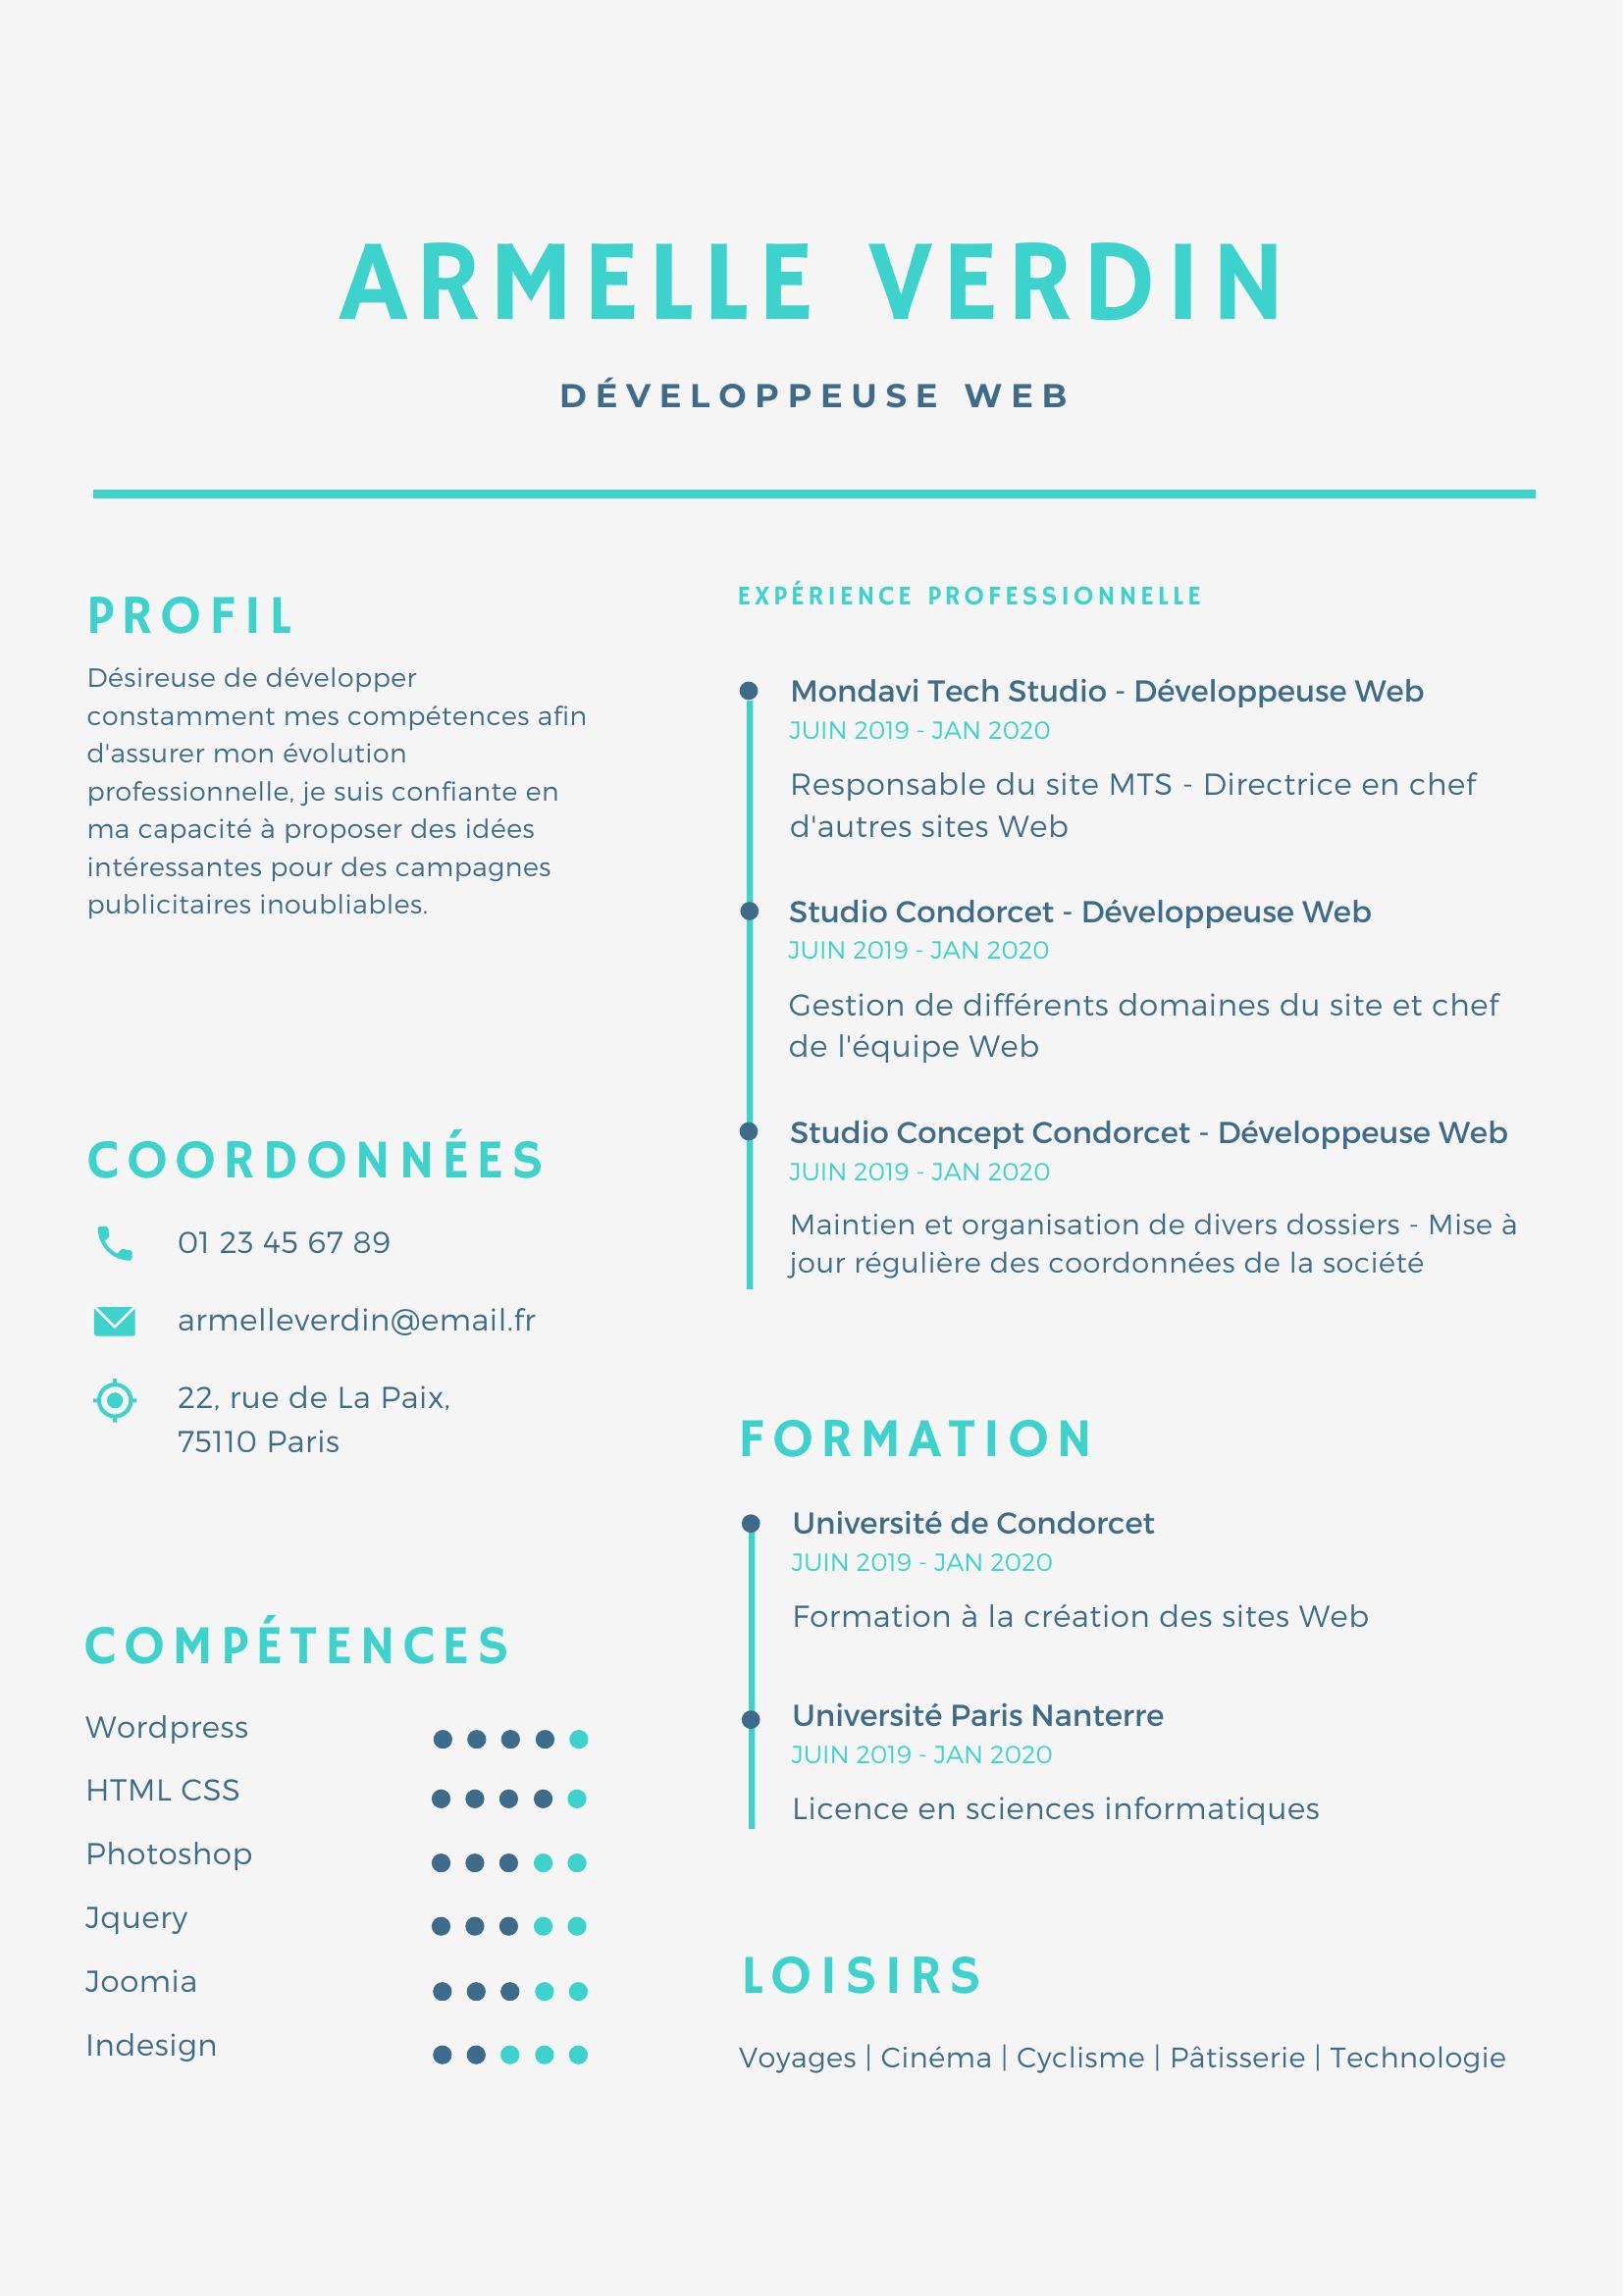 ARMELLE VERDIN
DÉVELOPPEUSE WEB
PROFIL
Désireuse de développer
constamment mes compétences afin
d'assurer mon évolution
professionnelle, je suis confiante en
ma capacité à proposer des idées
intéressantes pour des campagnes
publicitaires inoubliables.
COORDONNÉES
01 23 45 67 89
armelleverdin@email.fr
22, rue de La Paix,
75110 Paris
COMPÉTENCES
Wordpress
HTML CSS
Photoshop
Jquery
Joomia
Indesign
EXPÉRIENCE PROFESSIONNELLE
Mondavi Tech Studio - Développeuse Web
JUIN 2019 - JAN 2020
Responsable du site MTS - Directrice en chef
d'autres sites Web
Studio Condorcet - Développeuse Web
JUIN 2019 - JAN 2020
Gestion de différents domaines du site et chef
de l'équipe Web
Studio Concept Condorcet - Développeuse Web
JUIN 2019 - JAN 2020
Maintien et organisation de divers dossiers - Mise à
jour régulière des coordonnées de la société
FORMATION
Université de Condorcet
JUIN 2019 - JAN 2020
Formation à la création des sites Web
Université Paris Nanterre
JUIN 2019 - JAN 2020
Licence en sciences informatiques
LOISIRS
Voyages | Cinéma | Cyclisme | Pâtisserie | Technologie